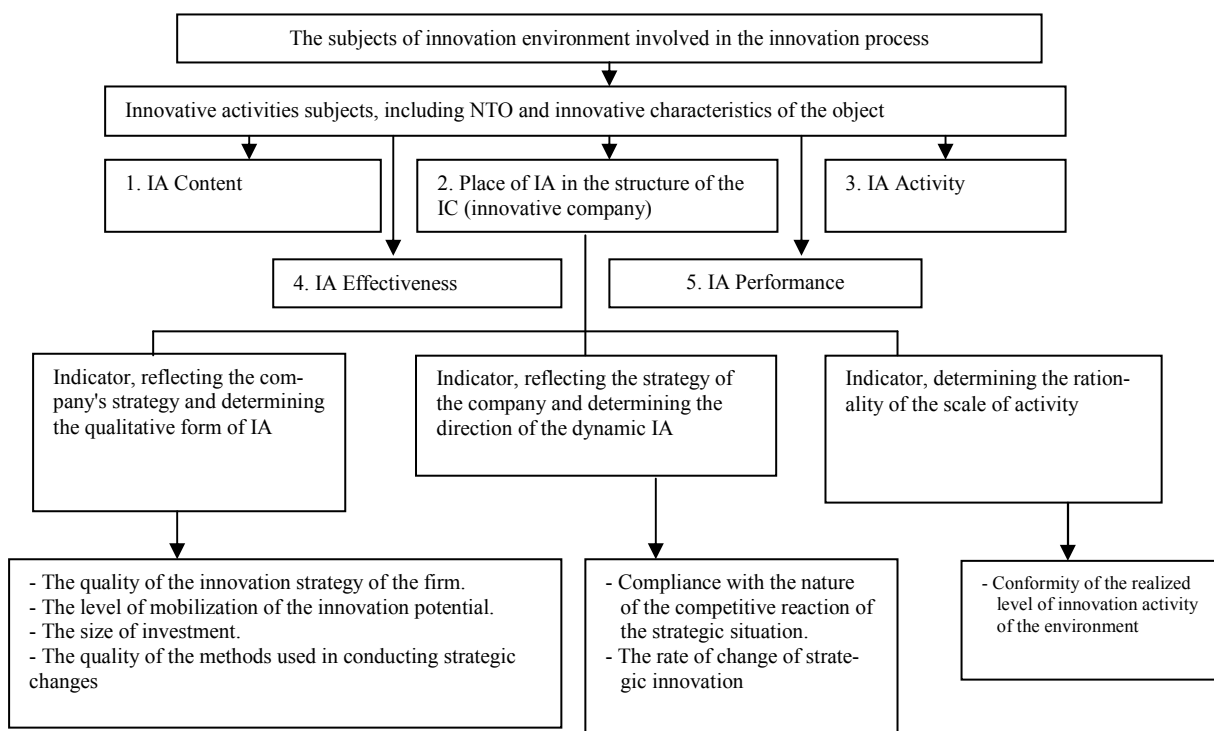 The subjects of innovation environment involved in the innovation process
Innovative activities subjects, including NTO and innovative characteristics of the object
1. IA Content
2. Place of IA in the structure of the
IC (innovative company)
3. IA Activity
4. IA Effectiveness
5. IA Performance
Indicator, reflecting the com-
pany's strategy and determining
the qualitative form of IA
Indicator, reflecting the strategy of
the company and determining the
direction of the dynamic IA
Indicator, determining the ration-
ality of the scale of activity
- The quality of the innovation strategy of the firm.
- The level of mobilization of the innovation potential.
- The size of investment.
- The quality of the methods used in conducting strategic
changes
- Compliance with the nature
of the competitive reaction of
the strategic situation.
- The rate of change of strate-
gic innovation
- Conformity of the realized
level of innovation activity
of the environment